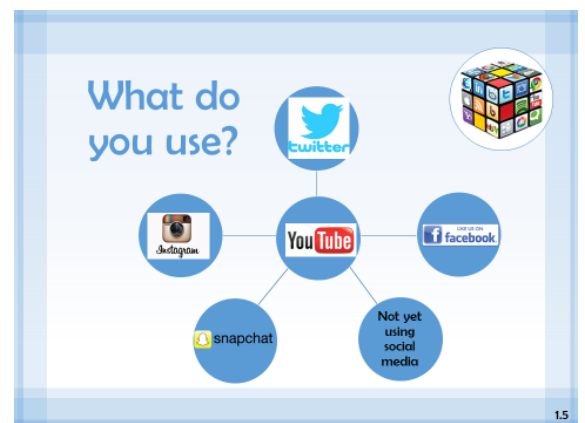 What do
you use?
twitter
Instagram
YouTube
LIKE US ON
facebook
snapchat
Not yet
using
social
media
1.5